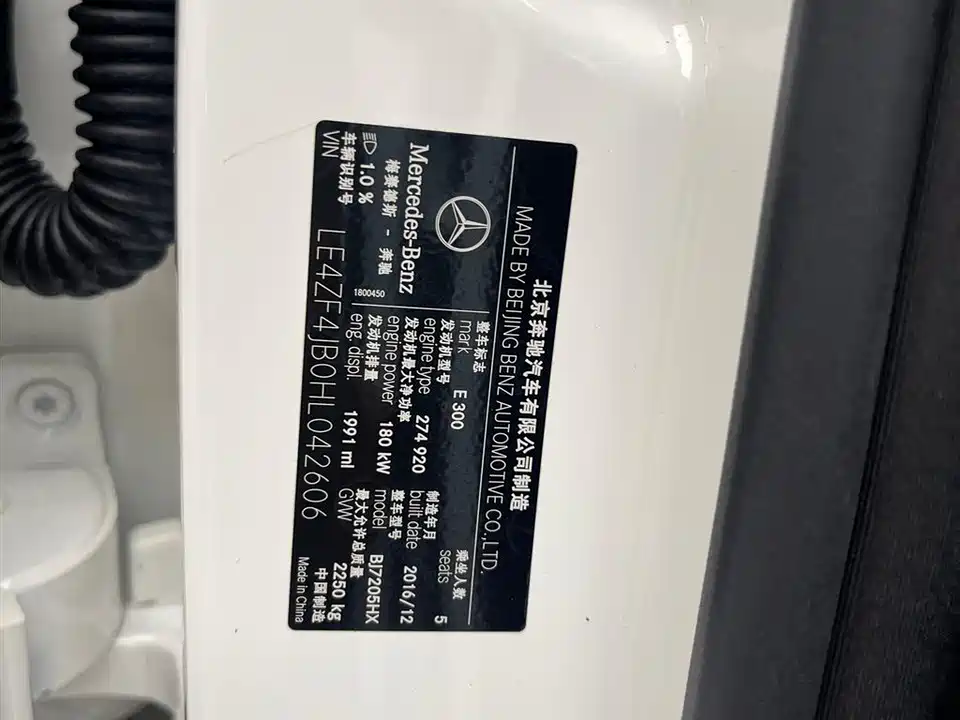 北京奔驰汽车有限公司制造
MADE BY BEIJING BENZ AUTOMOTIVE CO.,LTD.
Mercedes-Benz
梅赛德斯 - 奔驰
1.0 %
1800450
整车标志
mark E 300
乘坐人数
seats 5
发动机型号
engine type 274 920
制造年月
built date 2016/12
发动机最大净功率
engine power 180 kW
整车型号
model BJ7205HX
发动机排量
eng. displ. 1991 ml
最大允许总质量
GVW 2250 kg
车辆识别号
VIN LE4ZF4JB0HL042606
中国制造
Made in China